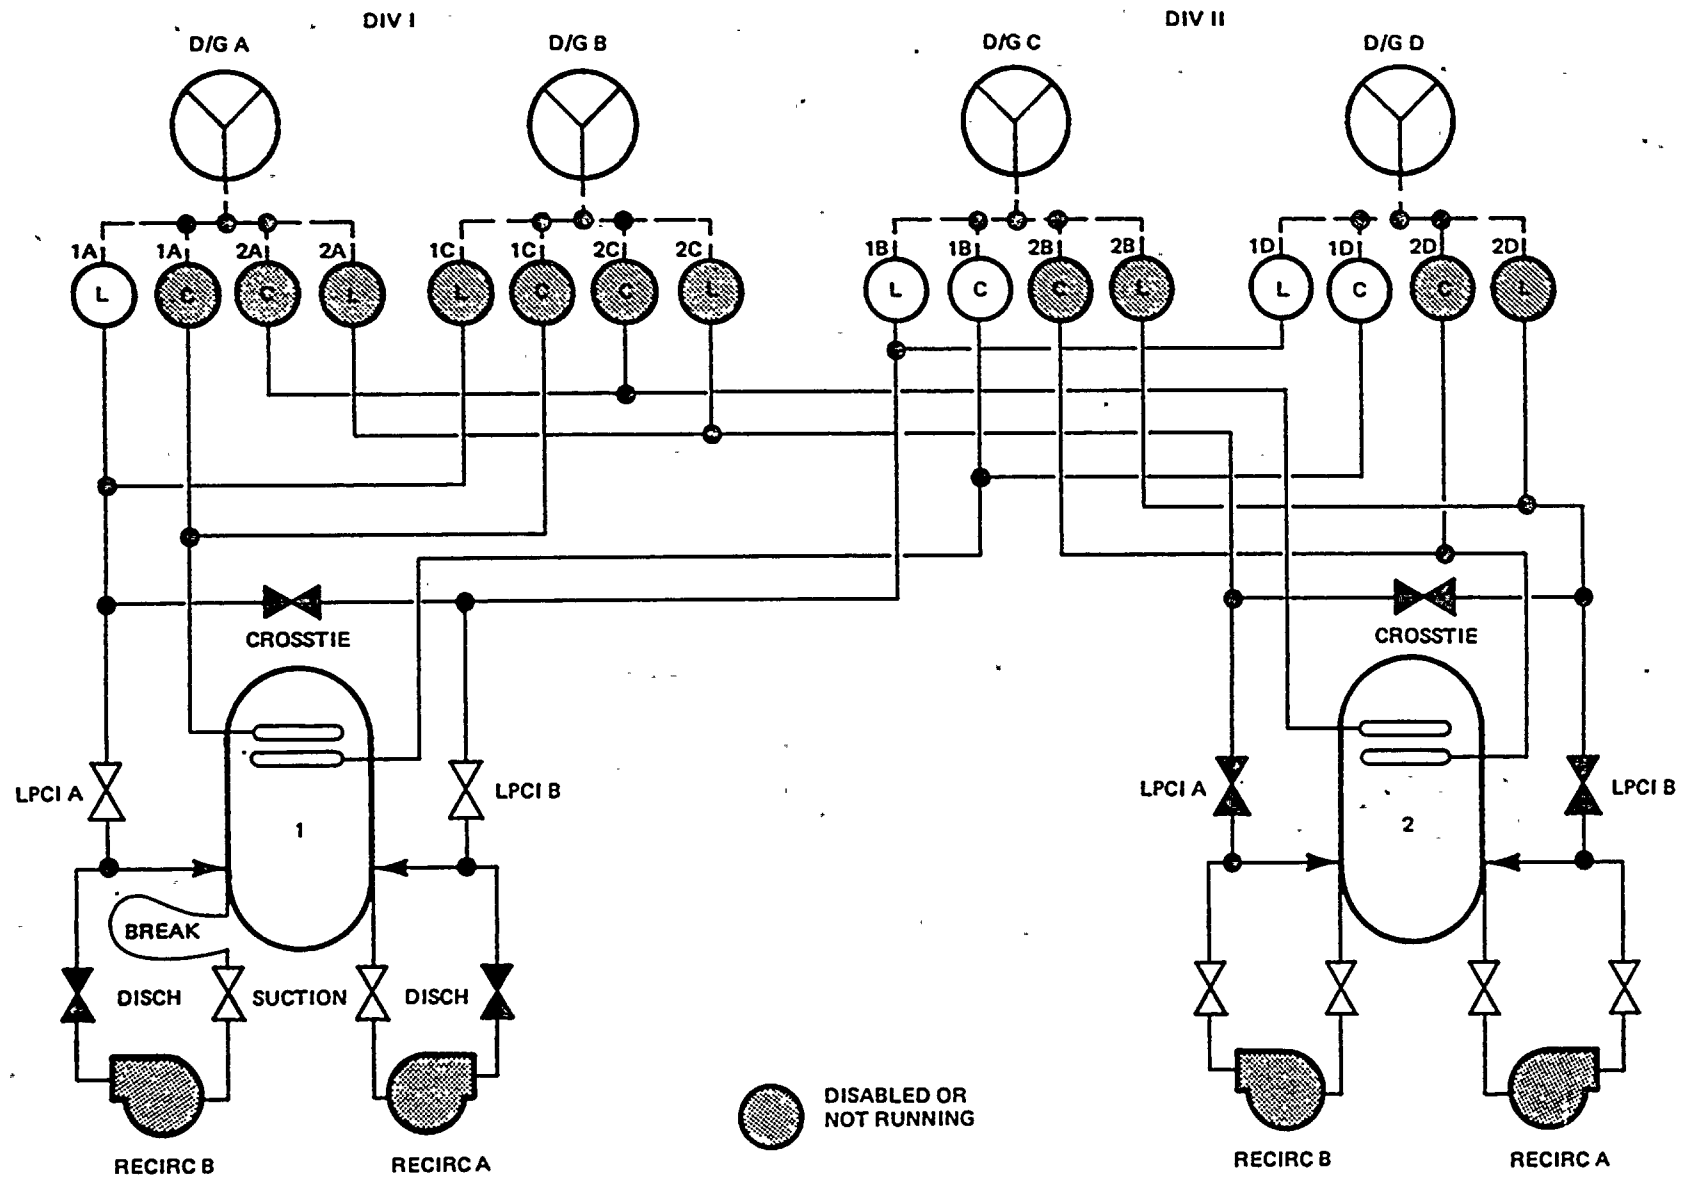 DIV I
DIV II
D/G A
D/G B
D/G C
D/G D
1A 1A 2A 2A
1C 1C 2C 2C
1B 1B 2B 2B
1D 1D 2D 2D
L C C L
L C C L
L C C L
L C C L
CROSSTIE
CROSSTIE
LPCI A
LPCI B
1
LPCI A
LPCI B
2
BREAK
DISCH
SUCTION
DISCH
RECIRC B
RECIRC A
DISABLED OR
NOT RUNNING
RECIRC B
RECIRC A